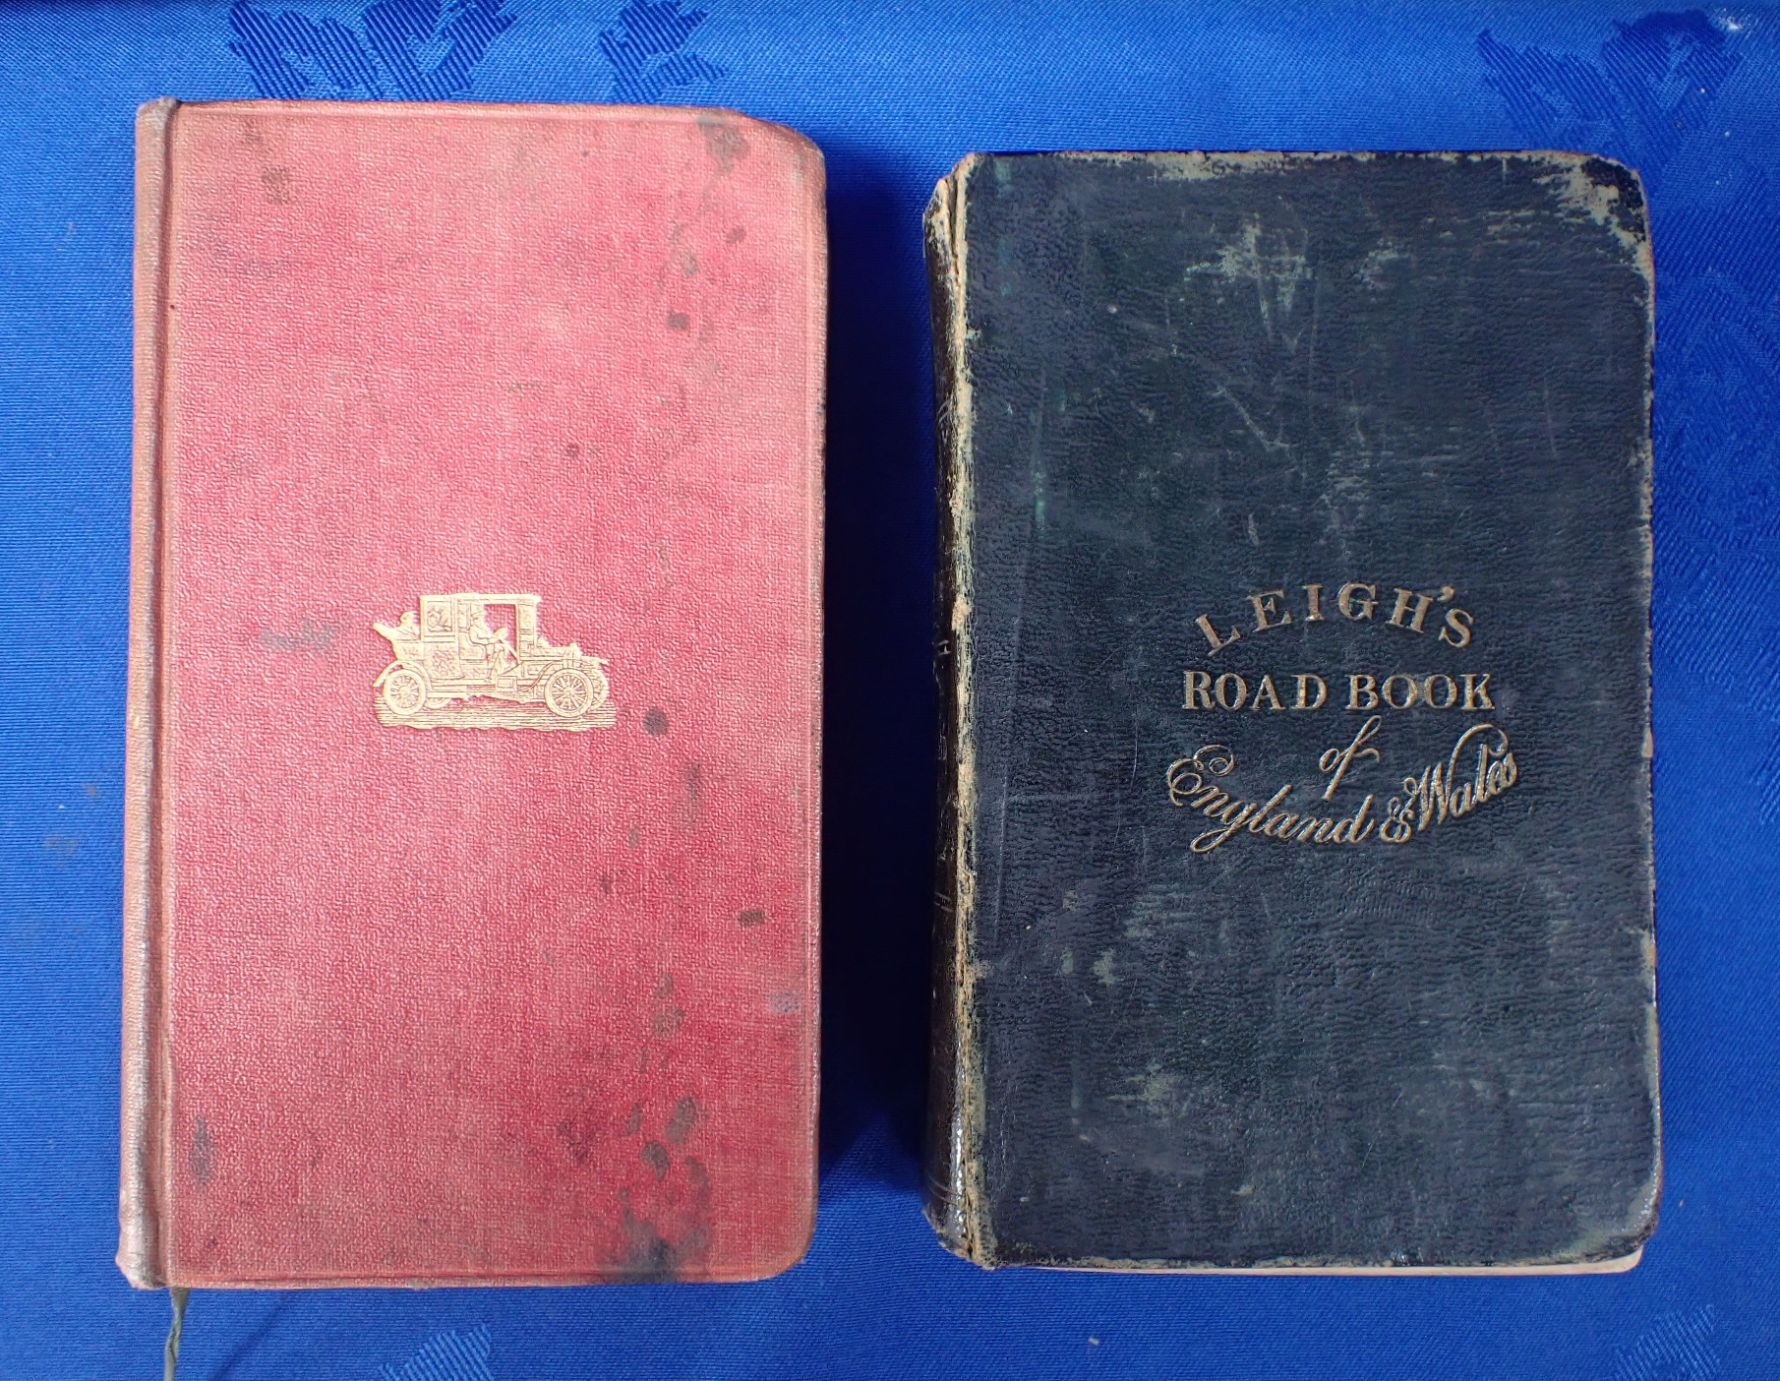 LEIGH'S
ROAD BOOK
of
England & Wales